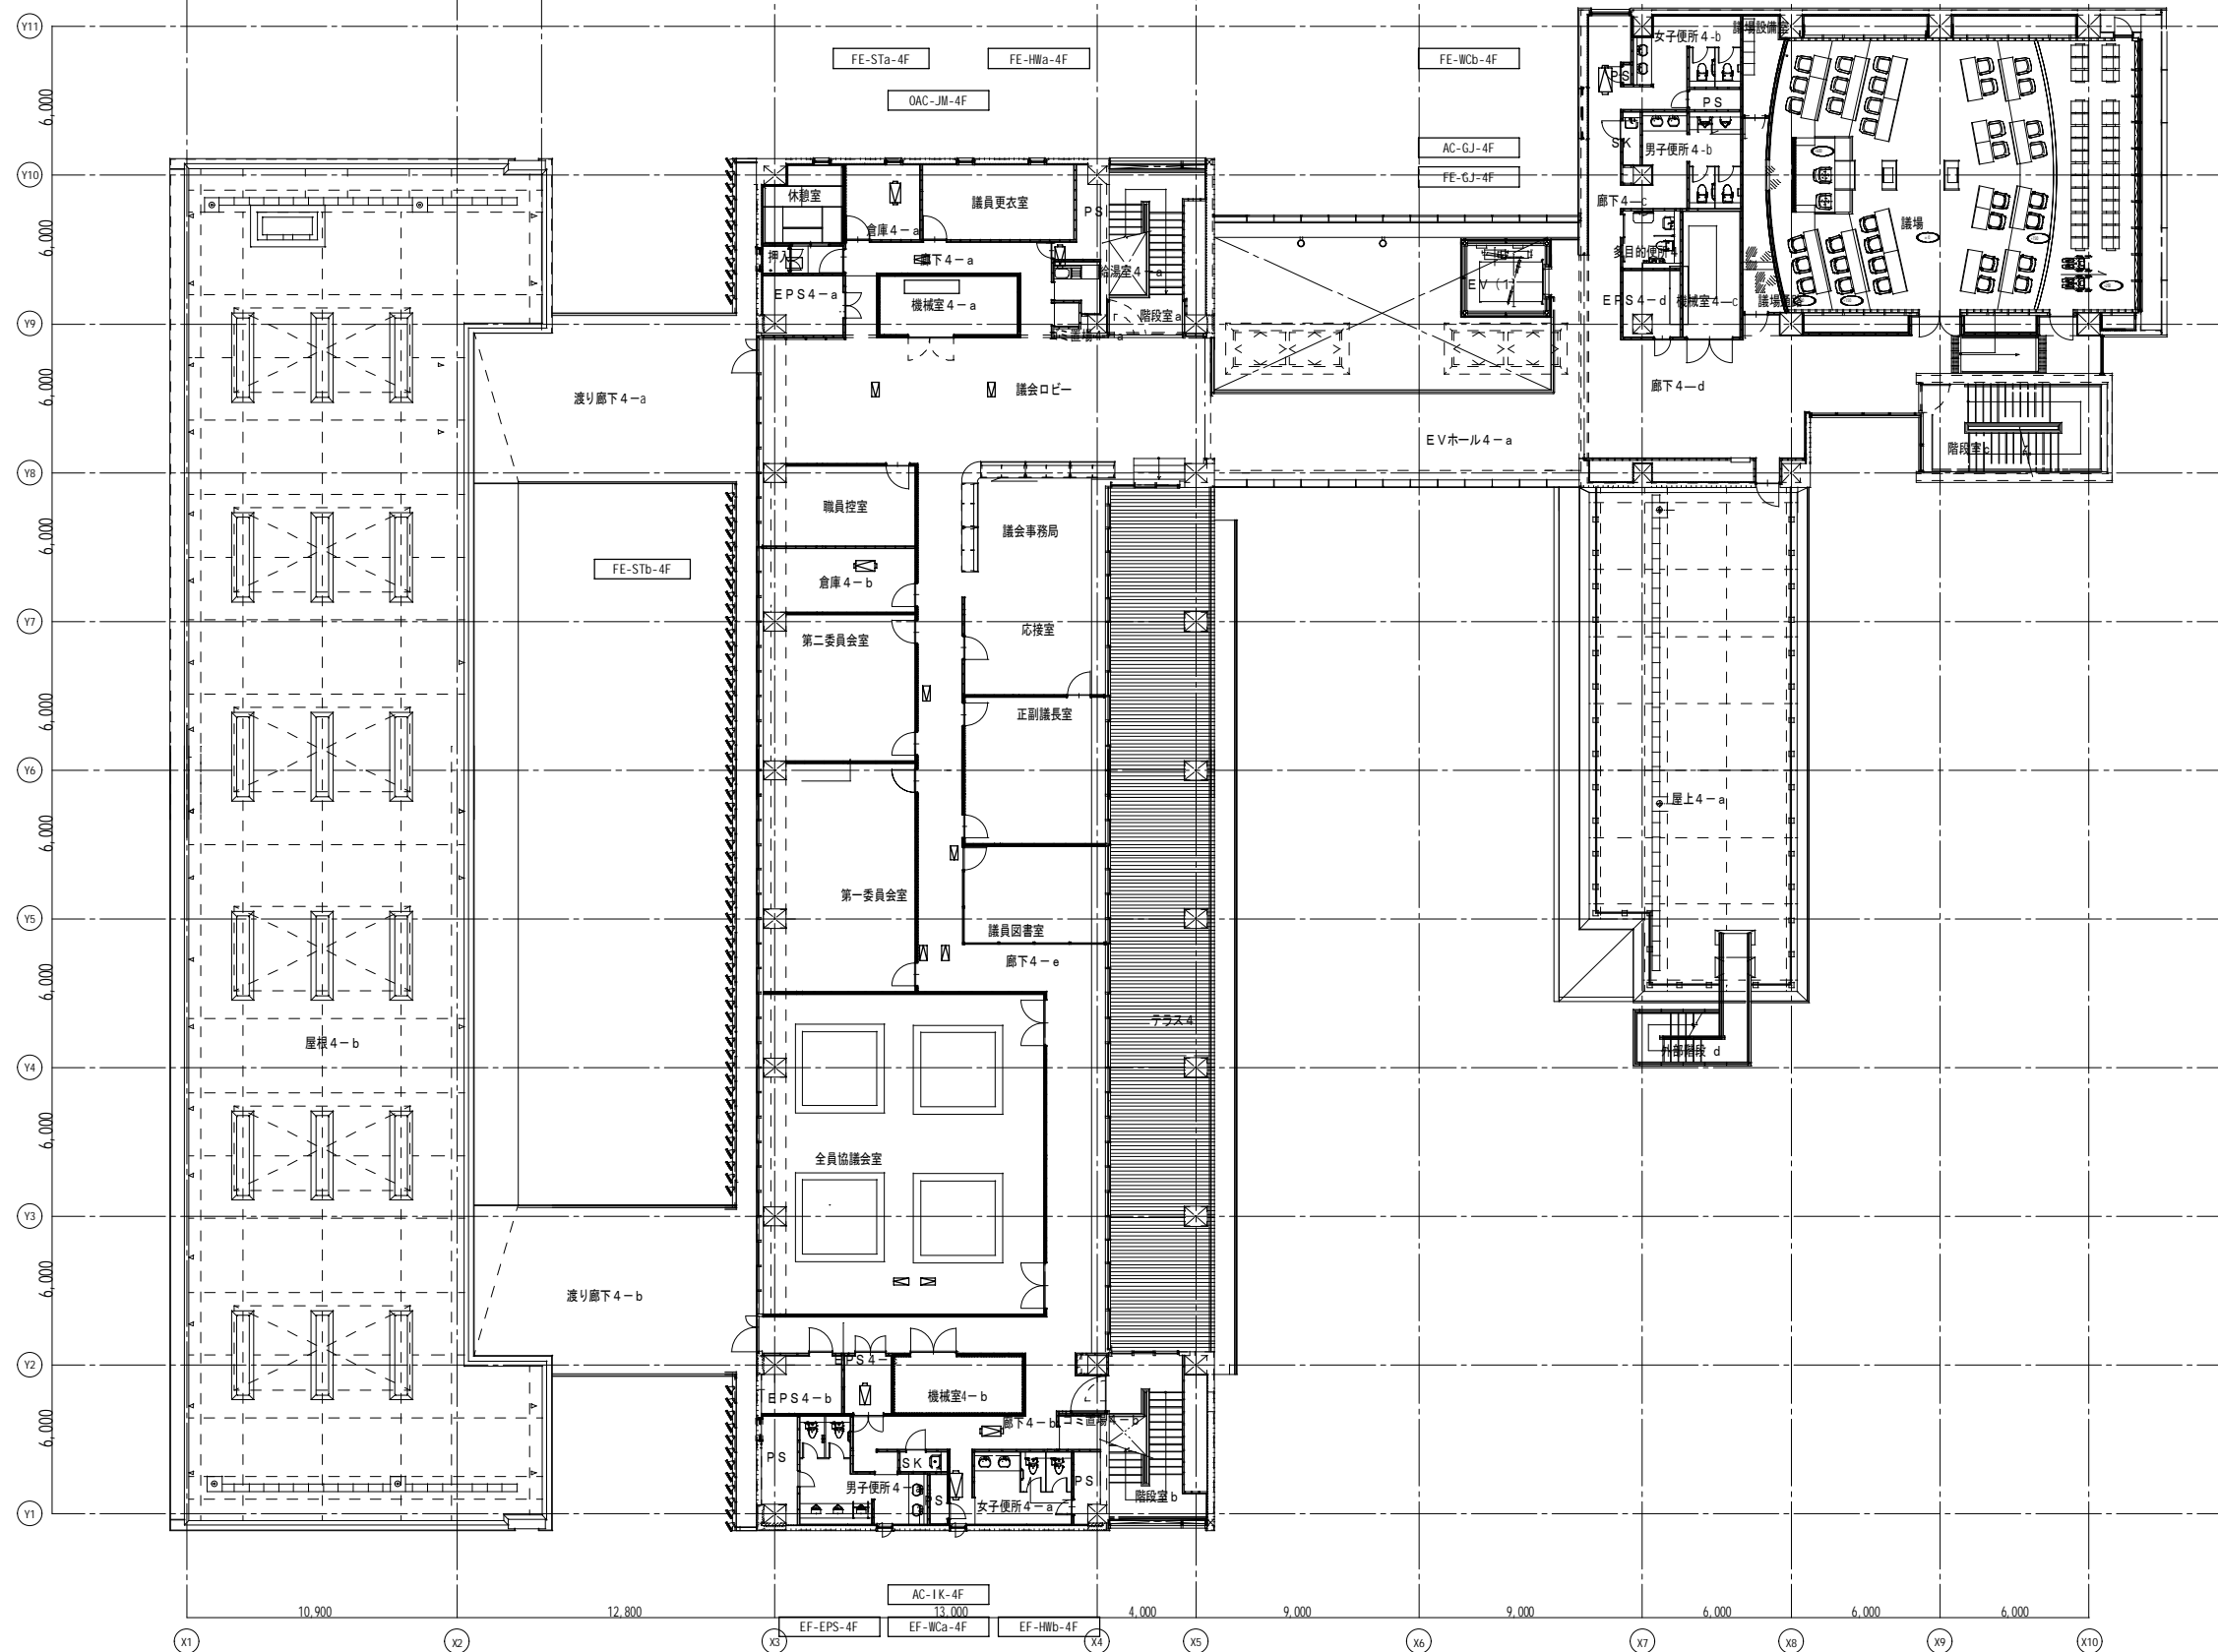 Y11
FE-STa-4F
FE-HWa-4F
FE-WCb-4F
女子便所4-b
議場設備室
PS
OAC-JM-4F
6,000
PS
AC-GJ-4F
SK
男子便所4-b
Y10
FE-GJ-4F
休憩室
議員更衣室
PS
廊下4―c
倉庫4－a
議場
6,000
押入
廊下4－a
給湯室4－a
多目的便所4
EPS4－a
機械室4－a
EV(1)
EPS4－d
機械室4―c
階段室a
Y9
6,000
渡り廊下4－a
議会ロビー
廊下4―d
EVホール4－a
階段室c
Y8
職員控室
議会事務局
6,000
FE-STb-4F
倉庫4－b
Y7
第二委員会室
応接室
6,000
正副議長室
Y6
屋上4－a
6,000
第一委員会室
Y5
議員図書室
廊下4－e
6,000
テラス4
屋根4－b
外部階段 d
Y4
6,000
全員協議会室
Y3
6,000
渡り廊下4－b
Y2
EPS4－
EPS4－b
機械室4－b
6,000
廊下4－b
ゴミ置場4－b
PS
SK
PS
男子便所4－
PS
女子便所4－a
階段室b
Y1
AC-IK-4F
10,900
12,800
13,000
4,000
9,000
9,000
6,000
6,000
6,000
EF-EPS-4F
EF-WCa-4F
EF-HWb-4F
X1
X2
X3
X4
X5
X6
X7
X8
X9
X10